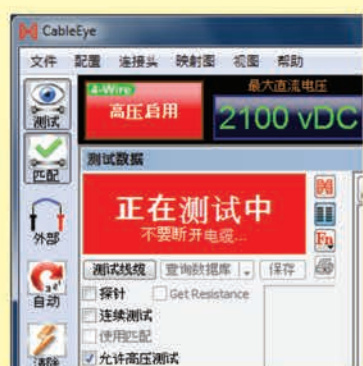 CableEye
文件 配置 连接头 映射图 视图 帮助
测试
匹配
外部
自动
清除
4-Wire
高压启用
最大直流电压
2100 vDC
测试数据
正在测试中
不要断开电缆...
Fn
测试线缆 查询数据库 保存
探针 Get Resistance
连续测试
使用匹配
允许高压测试